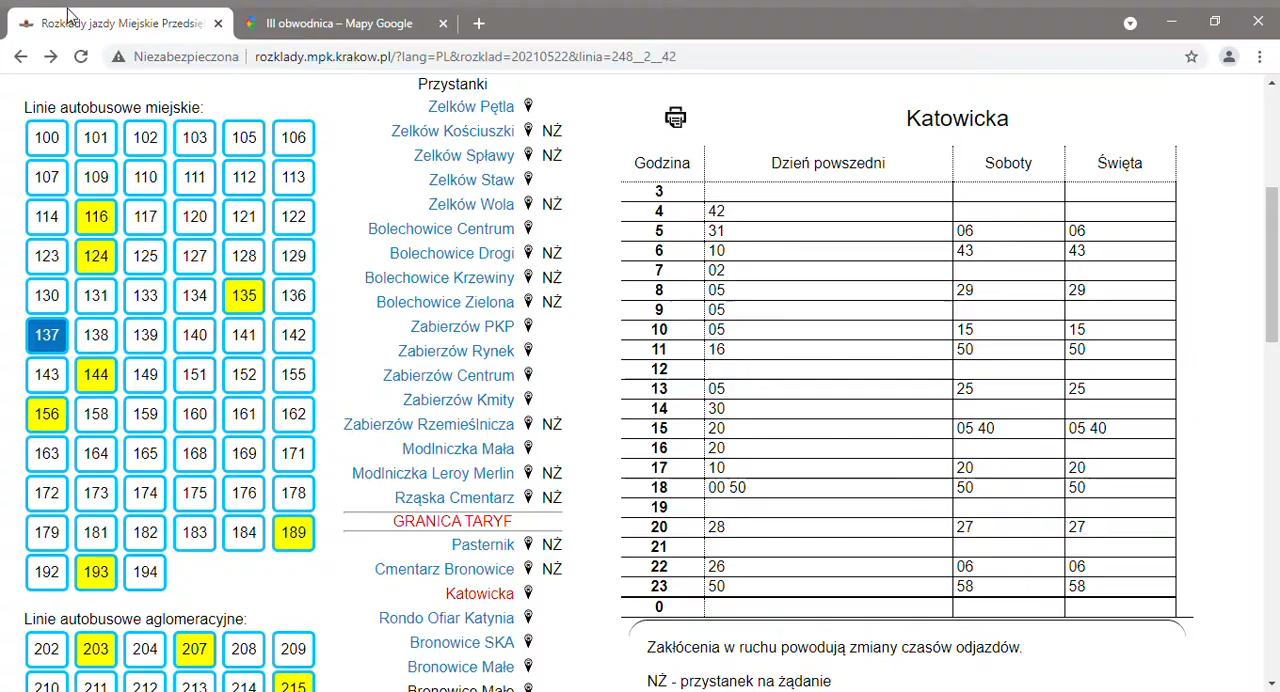 Rozkłady jazdy Miejskie Przedsię
III obwodnica – Mapy Google
Niezabezpieczona
rozklady.mpk.krakow.pl/?lang=PL&rozklad=20210522&linia=248__2__42
Linie autobusowe miejskie:
100 101 102 103 105 106
107 109 110 111 112 113
114 116 117 120 121 122
123 124 125 127 128 129
130 131 133 134 135 136
137 138 139 140 141 142
143 144 149 151 152 155
156 158 159 160 161 162
163 164 165 168 169 171
172 173 174 175 176 178
179 181 182 183 184 189
192 193 194
Linie autobusowe aglomeracyjne:
202 203 204 207 208 209
210 211 212 213 214 215
Przystanki
Zelków Pętla
Zelków Kościuszki NŻ
Zelków Spławy NŻ
Zelków Staw
Zelków Wola NŻ
Bolechowice Centrum
Bolechowice Drogi NŻ
Bolechowice Krzewiny NŻ
Bolechowice Zielona NŻ
Zabierzów PKP
Zabierzów Rynek
Zabierzów Centrum
Zabierzów Kmity
Zabierzów Rzemieślnicza NŻ
Modlniczka Mała
Modlniczka Leroy Merlin NŻ
Rząska Cmentarz NŻ
GRANICA TARYF
Pasternik NŻ
Cmentarz Bronowice NŻ
Katowicka
Rondo Ofiar Katynia
Bronowice SKA
Bronowice Małe
Katowicka
Godzina Dzień powszedni Soboty Święta
3
4 42
5 31 06 06
6 10 43 43
7 02
8 05 29 29
9 05
10 05 15 15
11 16 50 50
12
13 05 25 25
14 30
15 20 05 40 05 40
16 20
17 10 20 20
18 00 50 50 50
19
20 28 27 27
21
22 26 06 06
23 50 58 58
0
Zakłócenia w ruchu powodują zmiany czasów odjazdów.
NŻ - przystanek na żądanie